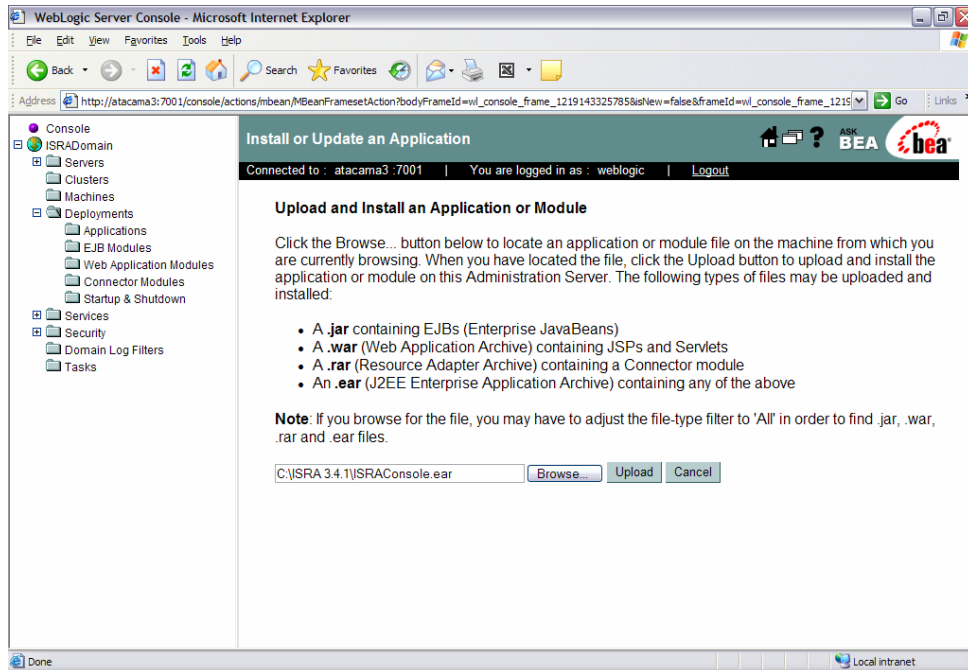 WebLogic Server Console - Microsoft Internet Explorer
File Edit View Favorites Tools Help
Back Search Favorites
Address http://atacama3:7001/console/actions/mbean/MBeanFramesetAction?bodyFrameId=wl_console_frame_1219143325785&isNew=false&frameId=wl_console_frame_1219 Go Links
Console
ISRADomain
Servers
Clusters
Machines
Deployments
Applications
EJB Modules
Web Application Modules
Connector Modules
Startup & Shutdown
Services
Security
Domain Log Filters
Tasks
Install or Update an Application
? ASK BEA bea
Connected to : atacama3 :7001 | You are logged in as : weblogic | Logout
Upload and Install an Application or Module
Click the Browse... button below to locate an application or module file on the machine from which you
are currently browsing. When you have located the file, click the Upload button to upload and install the
application or module on this Administration Server. The following types of files may be uploaded and
installed:
• A .jar containing EJBs (Enterprise JavaBeans)
• A .war (Web Application Archive) containing JSPs and Servlets
• A .rar (Resource Adapter Archive) containing a Connector module
• An .ear (J2EE Enterprise Application Archive) containing any of the above
Note: If you browse for the file, you may have to adjust the file-type filter to 'All' in order to find .jar, .war,
.rar and .ear files.
C:\ISRA 3.4.1\ISRAConsole.ear Browse... Upload Cancel
Done Local intranet